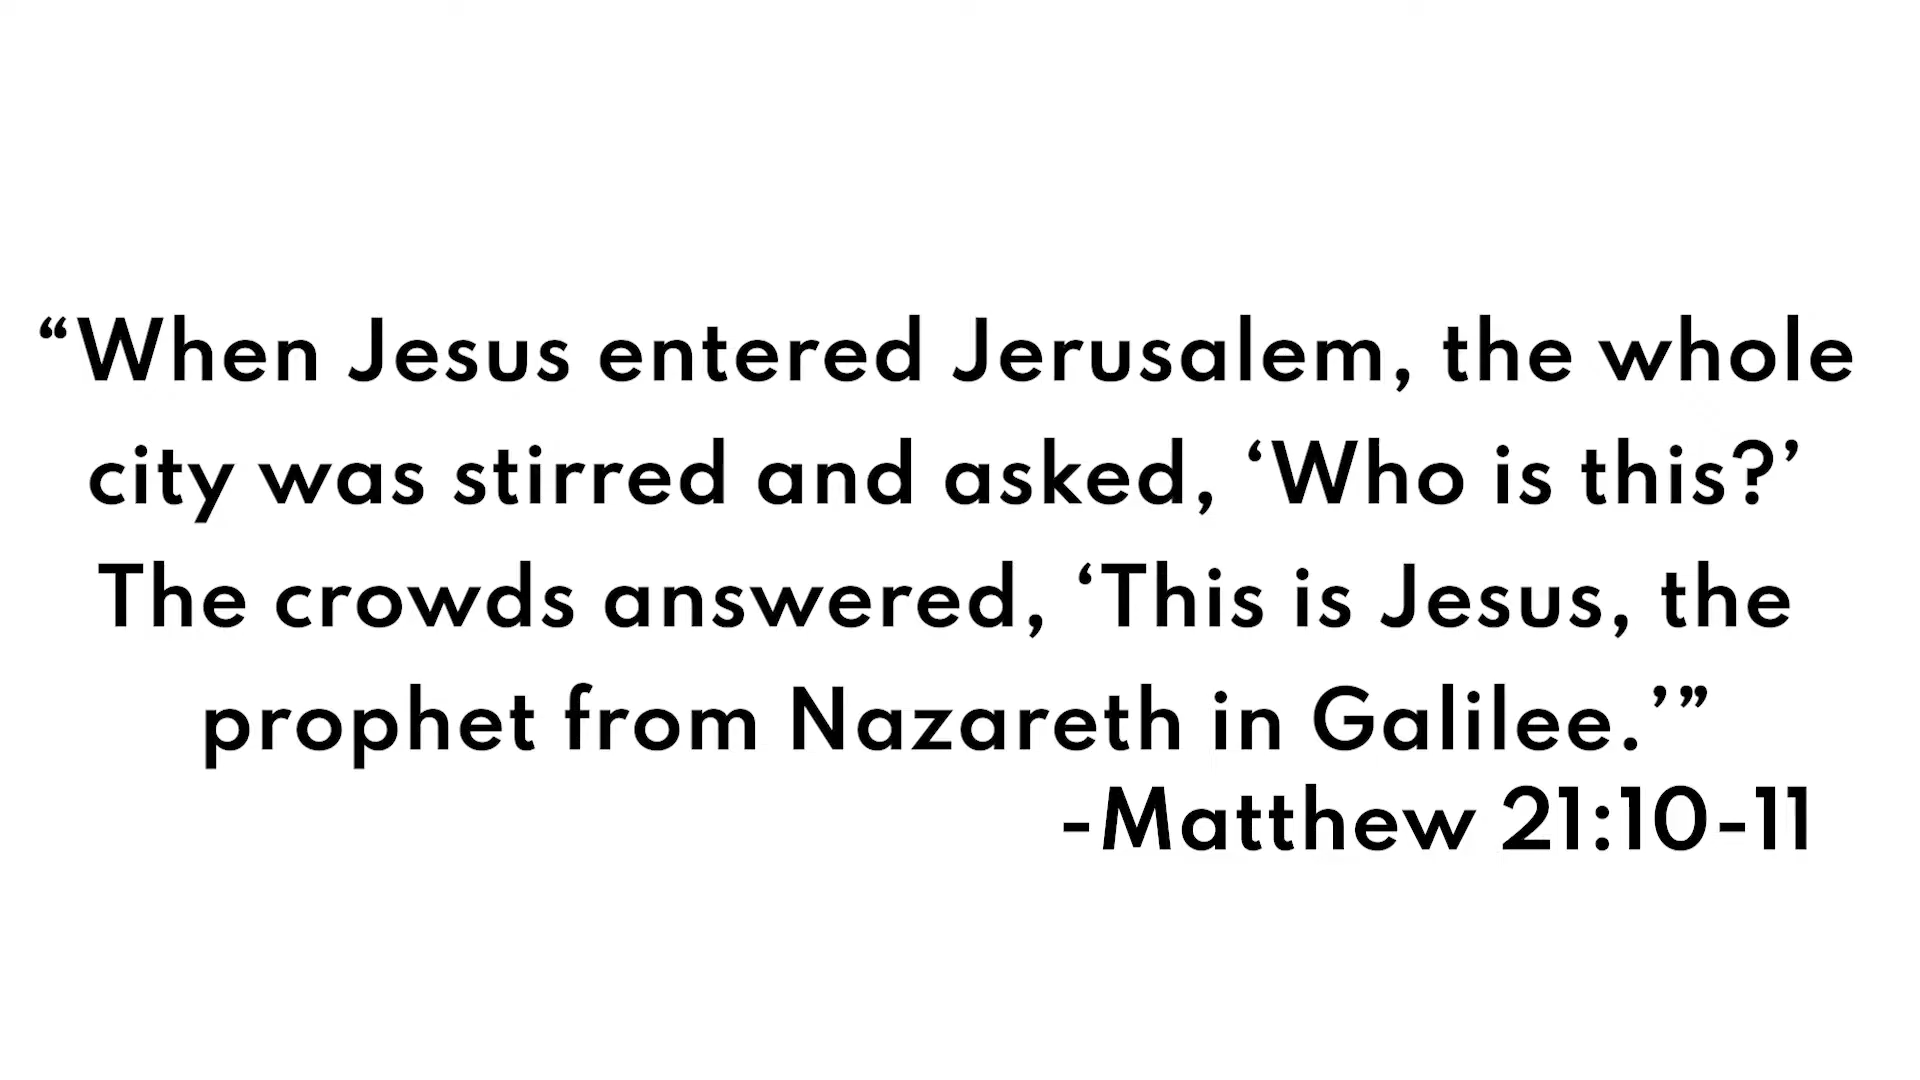 “When Jesus entered Jerusalem, the whole
city was stirred and asked, ‘Who is this?’
The crowds answered, ‘This is Jesus, the
prophet from Nazareth in Galilee.’”
-Matthew 21:10-11